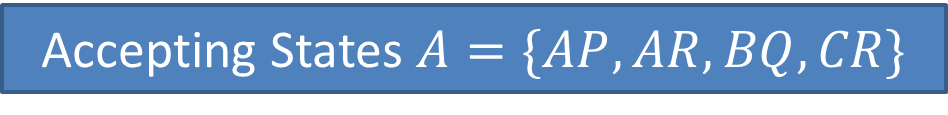 Accepting States A = {AP, AR, BQ, CR}